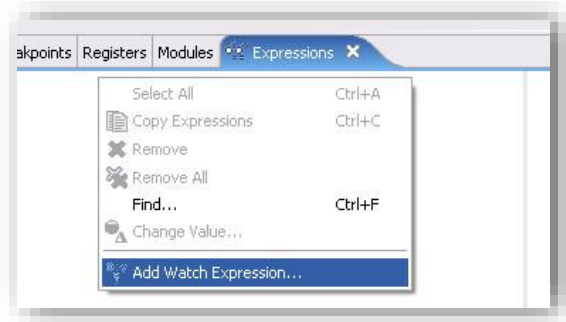 akpoints Registers Modules Expressions
Select All Ctrl+A
Copy Expressions Ctrl+C
Remove
Remove All
Find... Ctrl+F
Change Value...
Add Watch Expression...